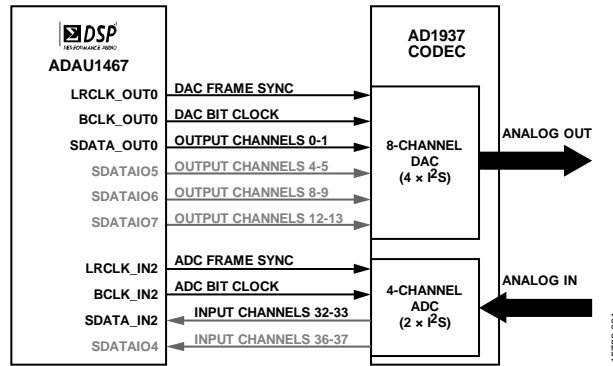 ΣDSP
PERFORMANCE AUDIO
ADAU1467
AD1937
CODEC
LRCLK_OUT0 DAC FRAME SYNC
BCLK_OUT0 DAC BIT CLOCK
SDATA_OUT0 OUTPUT CHANNELS 0-1
SDATAIO5 OUTPUT CHANNELS 4-5
SDATAIO6 OUTPUT CHANNELS 8-9
SDATAIO7 OUTPUT CHANNELS 12-13
8-CHANNEL
DAC
(4 × I²S)
ANALOG OUT
LRCLK_IN2 ADC FRAME SYNC
BCLK_IN2 ADC BIT CLOCK
SDATA_IN2 INPUT CHANNELS 32-33
SDATAIO4 INPUT CHANNELS 36-37
4-CHANNEL
ADC
(2 × I²S)
ANALOG IN